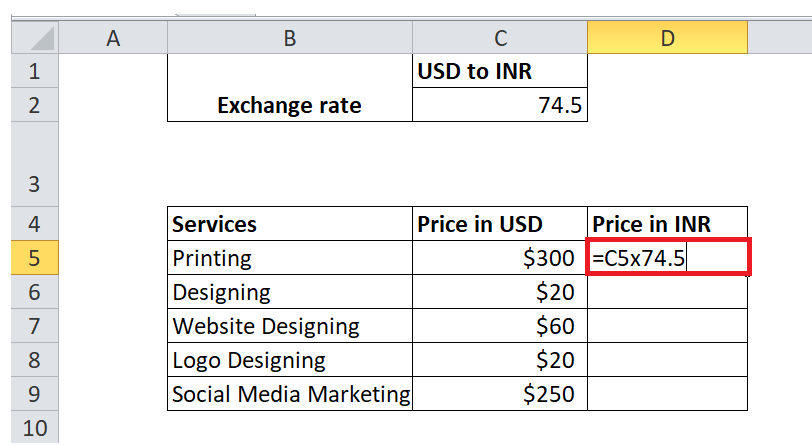 A B C D
1 USD to INR
2 Exchange rate 74.5
3
4 Services Price in USD Price in INR
5 Printing $300 =C5x74.5
6 Designing $20
7 Website Designing $60
8 Logo Designing $20
9 Social Media Marketing $250
10